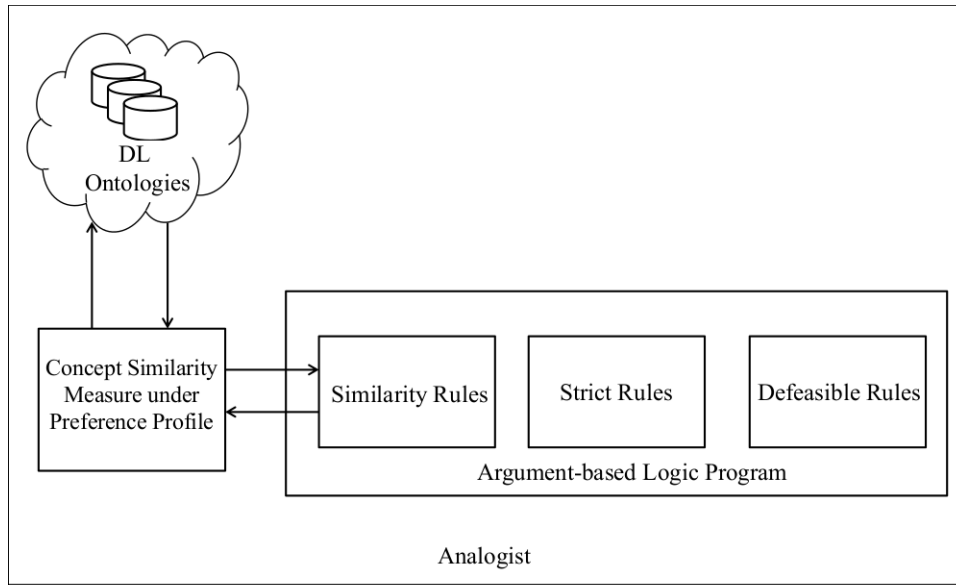 DL
Ontologies
Concept Similarity
Measure under
Preference Profile
Similarity Rules
Strict Rules
Defeasible Rules
Argument-based Logic Program
Analogist